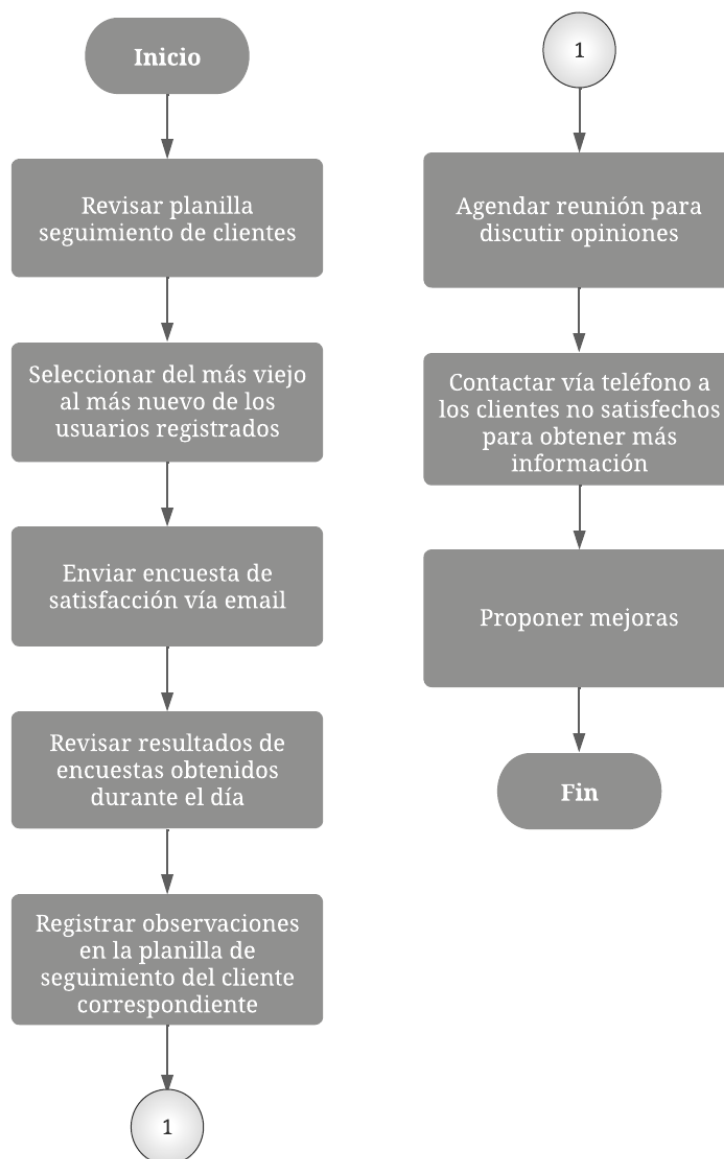 Inicio
Revisar planilla
seguimiento de clientes
Seleccionar del más viejo
al más nuevo de los
usuarios registrados
Enviar encuesta de
satisfacción vía email
Revisar resultados de
encuestas obtenidos
durante el día
Registrar observaciones
en la planilla de
seguimiento del cliente
correspondiente
1
1
Agendar reunión para
discutir opiniones
Contactar vía teléfono a
los clientes no satisfechos
para obtener más
información
Proponer mejoras
Fin